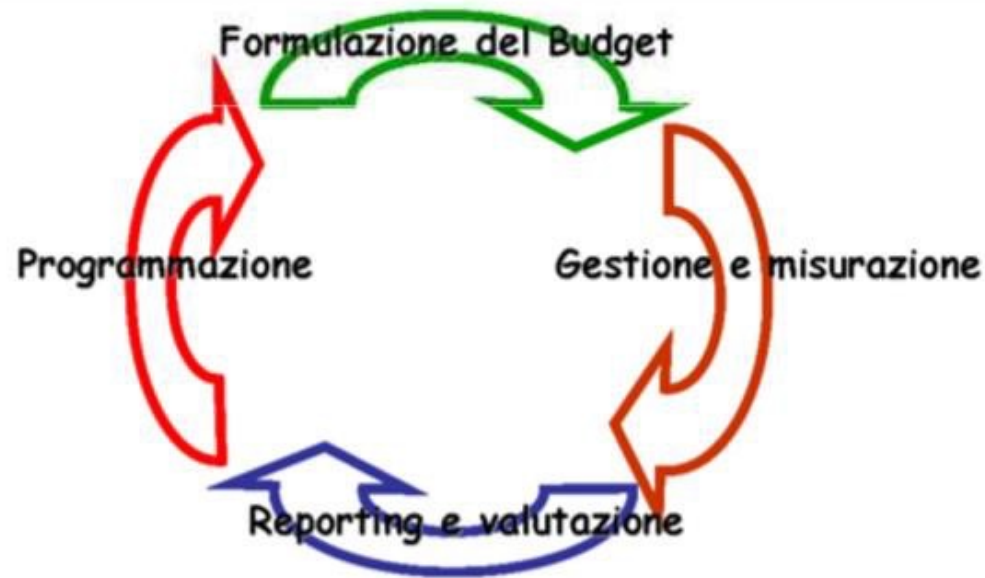 Formulazione del Budget
Programmazione
Gestione e misurazione
Reporting e valutazione